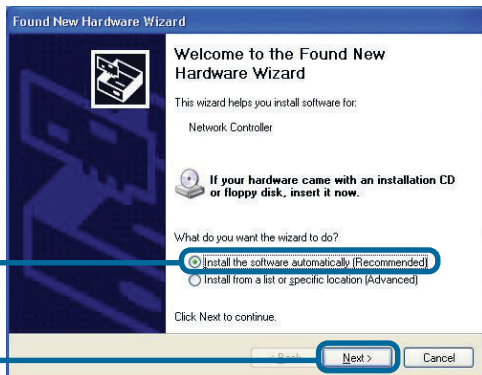 Found New Hardware Wizard
Welcome to the Found New
Hardware Wizard
This wizard helps you install software for:
Network Controller
If your hardware came with an installation CD
or floppy disk, insert it now.
What do you want the wizard to do?
Install the software automatically (Recommended)
Install from a list or specific location (Advanced)
Click Next to continue.
< Back Next > Cancel